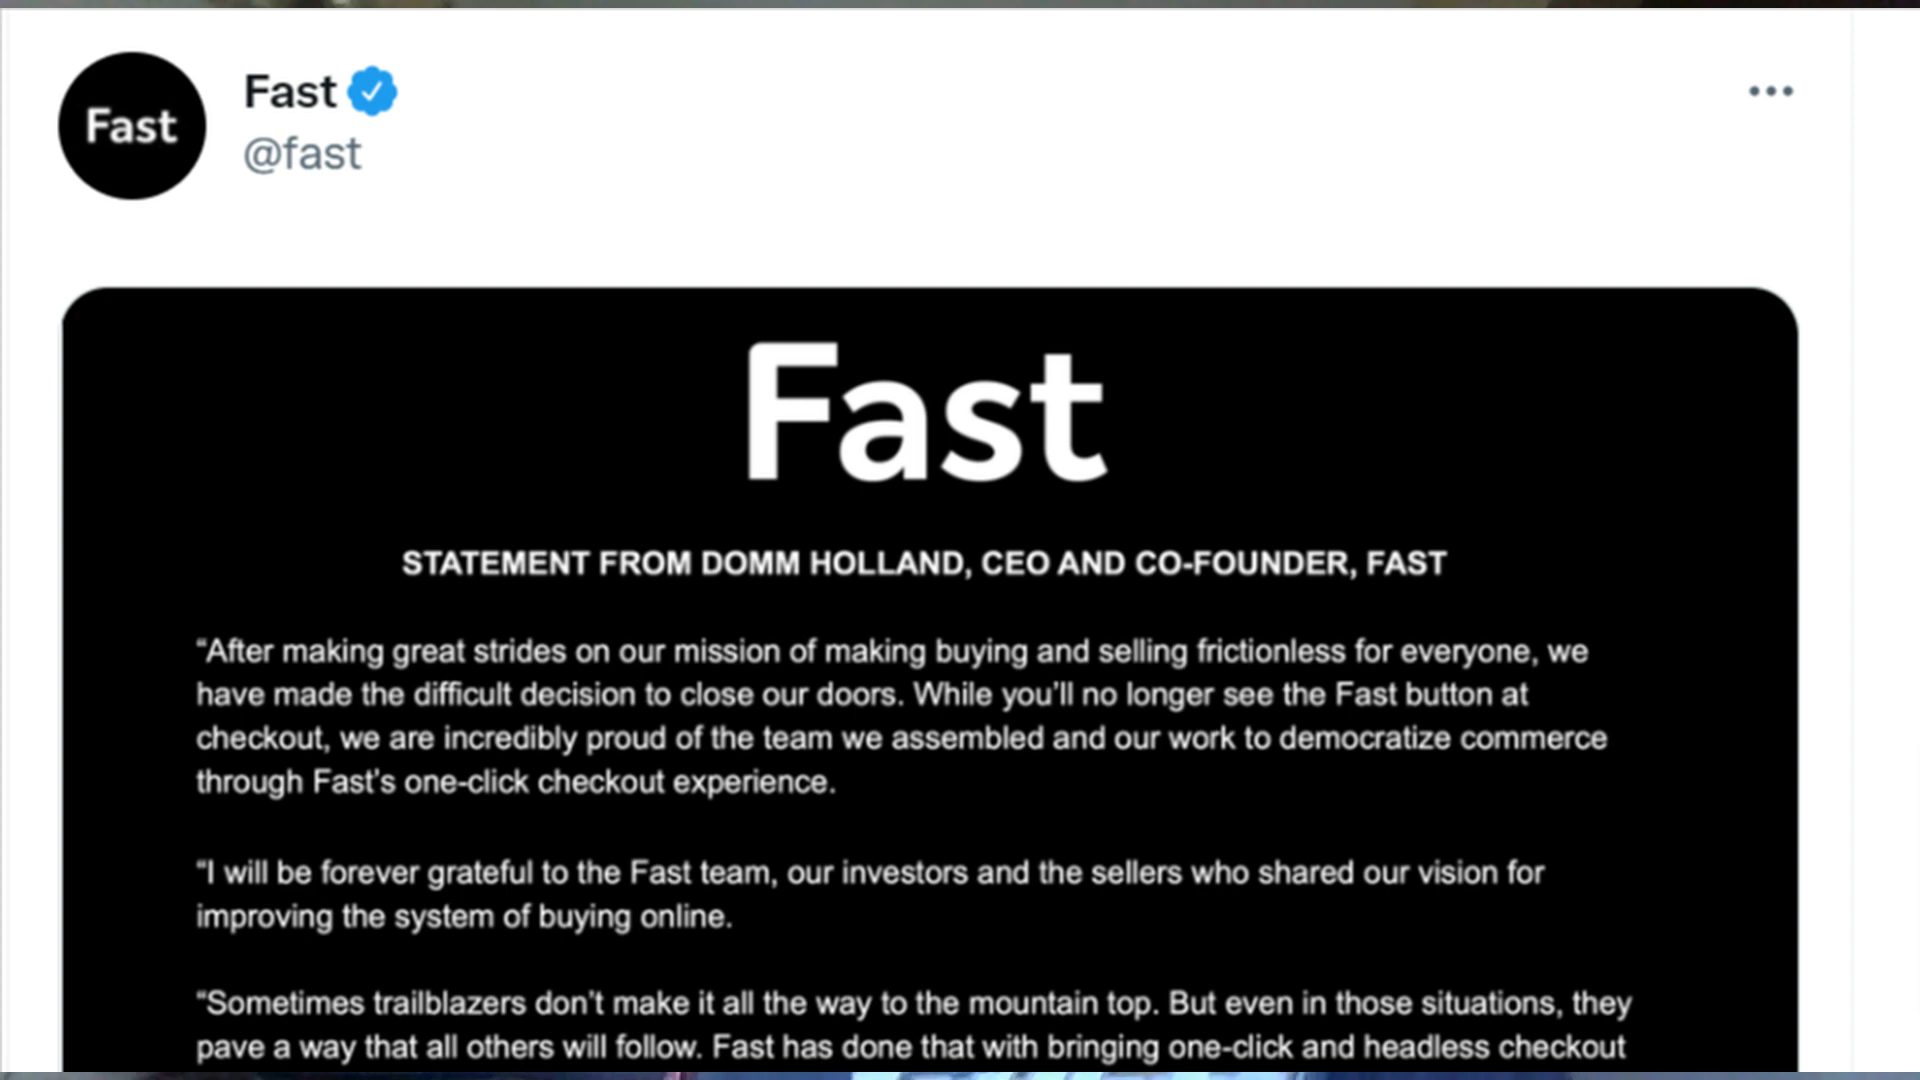 Fast
Fast
@fast
Fast
STATEMENT FROM DOMM HOLLAND, CEO AND CO-FOUNDER, FAST
“After making great strides on our mission of making buying and selling frictionless for everyone, we
have made the difficult decision to close our doors. While you’ll no longer see the Fast button at
checkout, we are incredibly proud of the team we assembled and our work to democratize commerce
through Fast’s one-click checkout experience.
“I will be forever grateful to the Fast team, our investors and the sellers who shared our vision for
improving the system of buying online.
“Sometimes trailblazers don’t make it all the way to the mountain top. But even in those situations, they
pave a way that all others will follow. Fast has done that with bringing one-click and headless checkout